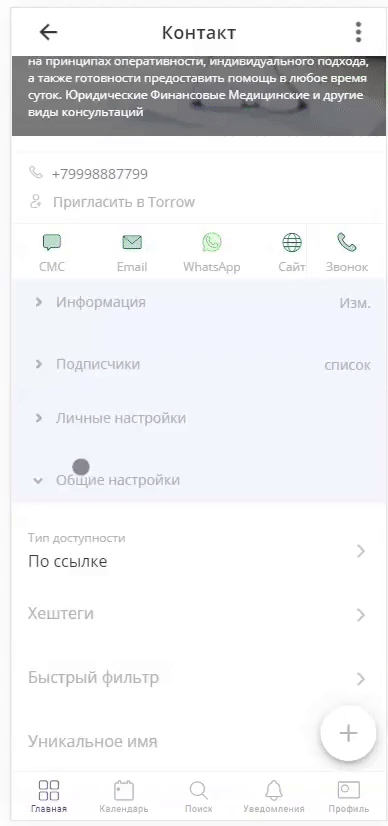 Контакт
на принципах оперативности, индивидуального подхода,
а также готовности предоставить помощь в любое время
суток. Юридические Финансовые Медицинские и другие
виды консультаций
+79998887799
Пригласить в Torrow
СМС Email WhatsApp Сайт Звонок
Информация Изм.
Подписчики список
Личные настройки
Общие настройки
Тип доступности
По ссылке
Хештеги
Быстрый фильтр
Уникальное имя
Главная Календарь Поиск Уведомления Профиль